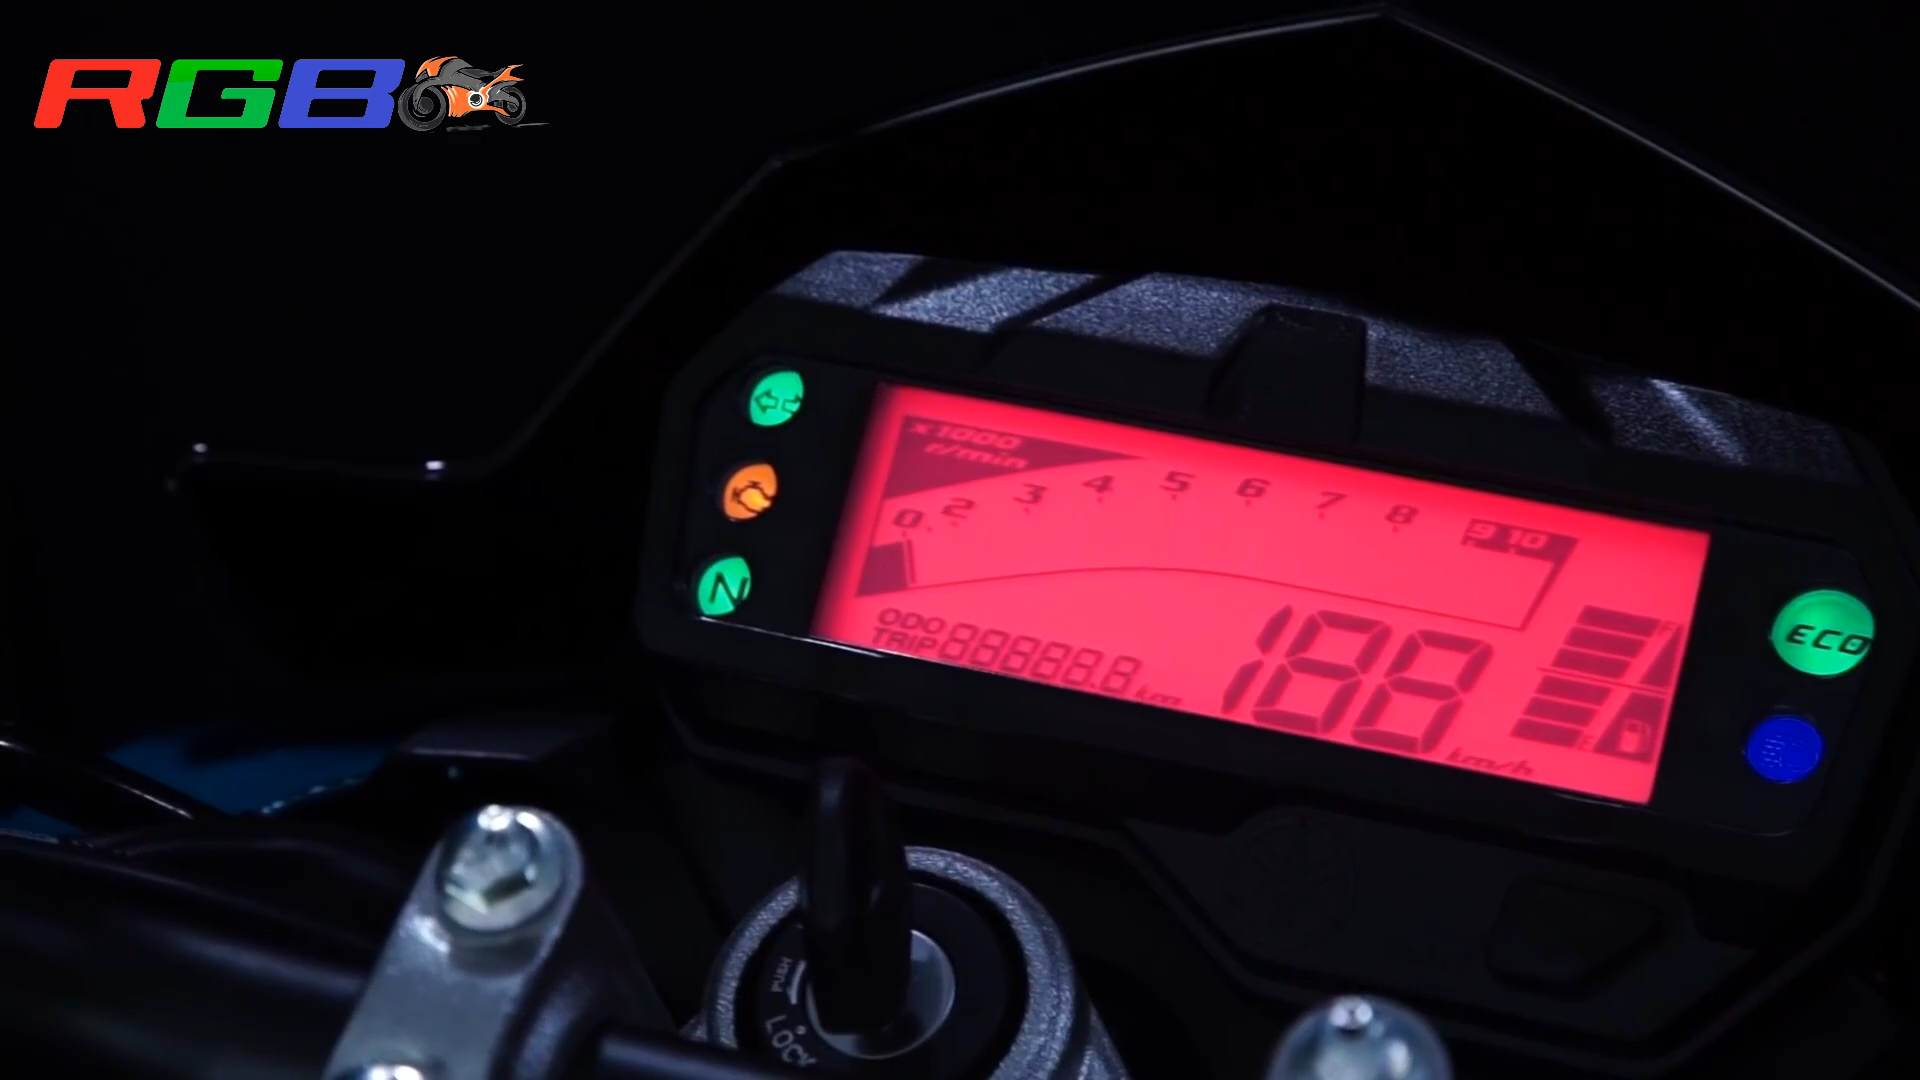 RGB
x1000
r/min
0 2 3 4 5 6 7 8 9 10
N
ODO
TRIP 88888.8 km
188
km/h
F
E
ECO
PUSH
LOCK